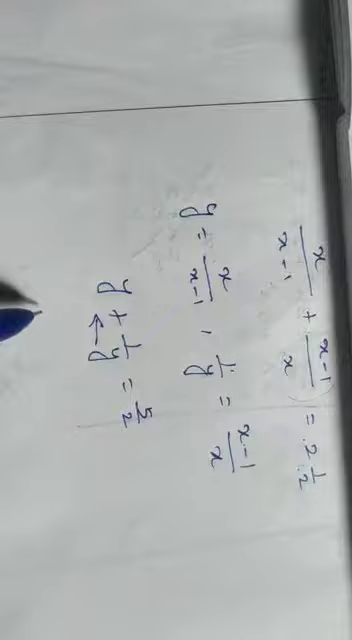 x/(x-1) + (x-1)/x = 2 1/2
y = x/(x-1) , 1/y = (x-1)/x
y + 1/y = 5/2